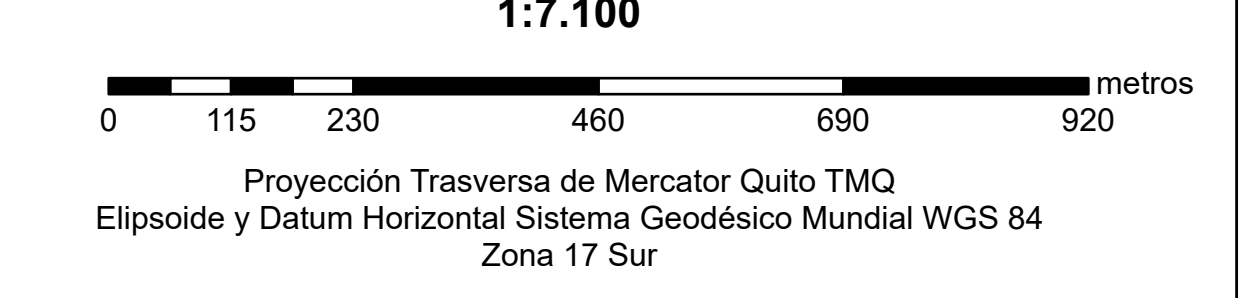 1:7.100
metros
0 115 230 460 690 920
Proyección Trasversa de Mercator Quito TMQ
Elipsoide y Datum Horizontal Sistema Geodésico Mundial WGS 84
Zona 17 Sur